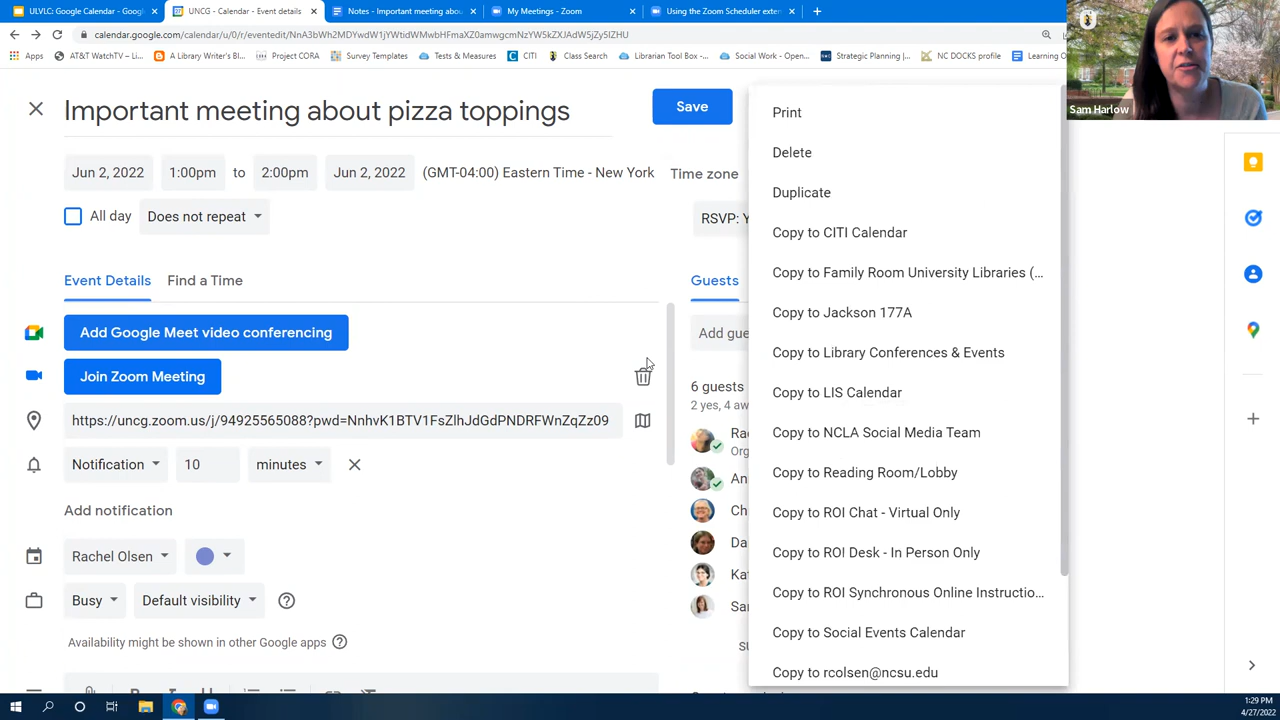 ULVLC: Google Calendar - Googl
UNCG - Calendar - Event details
Notes - Important meeting abou
My Meetings - Zoom
Using the Zoom Scheduler exten
calendar.google.com/calendar/u/0/r/eventedit/
Apps
AT&T WatchTV – Li...
A Library Writer's Bl...
Project CORA
Survey Templates
Tests & Measures
CITI
Class Search
Librarian Tool Box -...
Social Work - Open...
Strategic Planning |...
NC DOCKS profile
Learning O
Sam Harlow
Important meeting about pizza toppings
Save
Jun 2, 2022 1:00pm to 2:00pm Jun 2, 2022 (GMT-04:00) Eastern Time - New York Time zone
All day Does not repeat
RSVP: Y
Event Details Find a Time
Guests
Add Google Meet video conferencing
Add gue
Join Zoom Meeting
6 guests
2 yes, 4 aw
https://uncg.zoom.us/j/94925565088?pwd=NnhvK1BTV1FsZlhJdGdPNDRFWnZqZz09
Ra
Org
Notification 10 minutes
An
Add notification
Ch
Da
Rachel Olsen
Kat
Busy Default visibility
Sar
Availability might be shown in other Google apps
Print
Delete
Duplicate
Copy to CITI Calendar
Copy to Family Room University Libraries (...
Copy to Jackson 177A
Copy to Library Conferences & Events
Copy to LIS Calendar
Copy to NCLA Social Media Team
Copy to Reading Room/Lobby
Copy to ROI Chat - Virtual Only
Copy to ROI Desk - In Person Only
Copy to ROI Synchronous Online Instructio...
Copy to Social Events Calendar
Copy to rcolsen@ncsu.edu
1:29 PM
4/27/2022